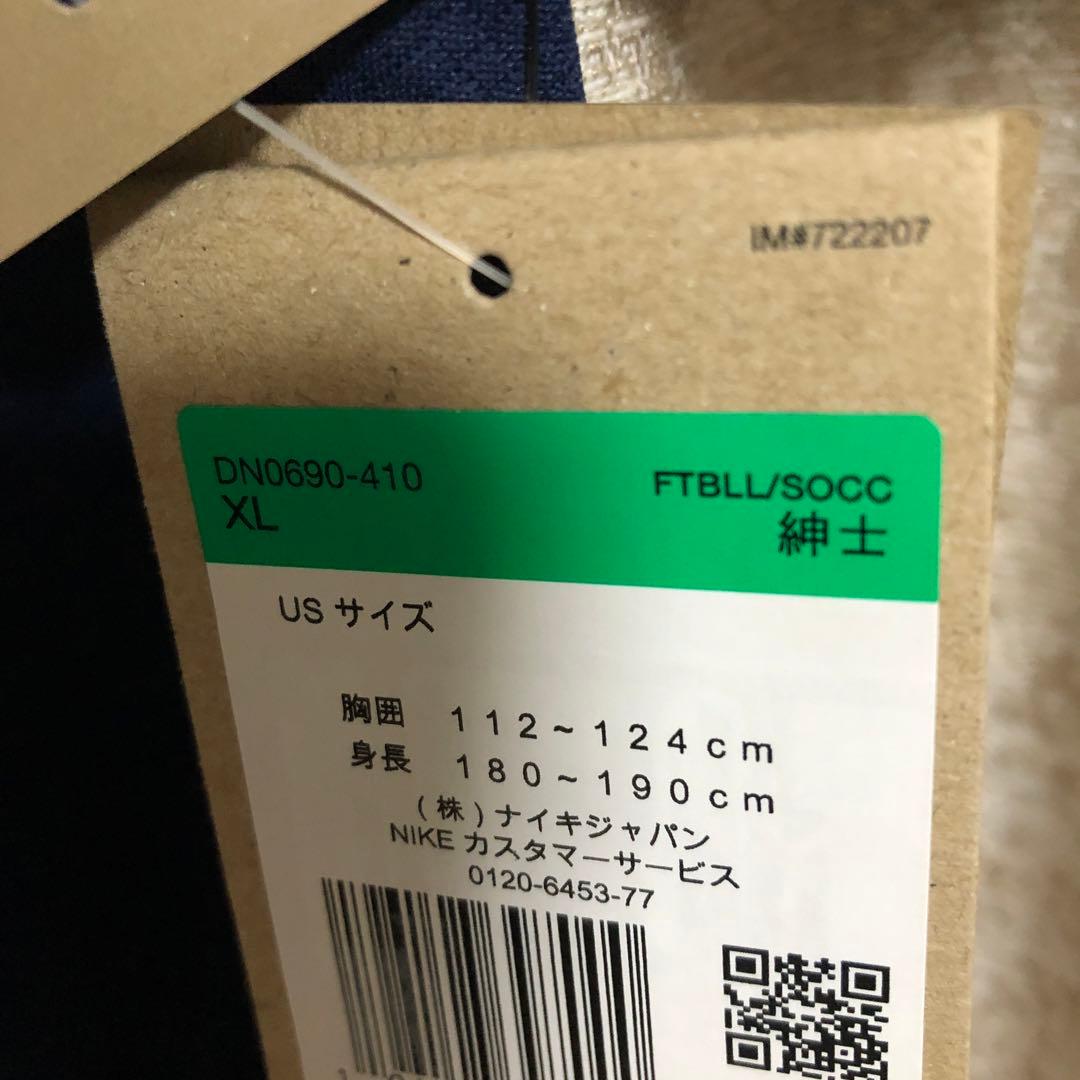 IM#722207
DN0690-410
FTBLL/SOCC
XL
紳士
US サイズ
胸囲 112~124cm
身長 180~190cm
(株)ナイキジャパン
NIKE カスタマーサービス
0120-6453-77